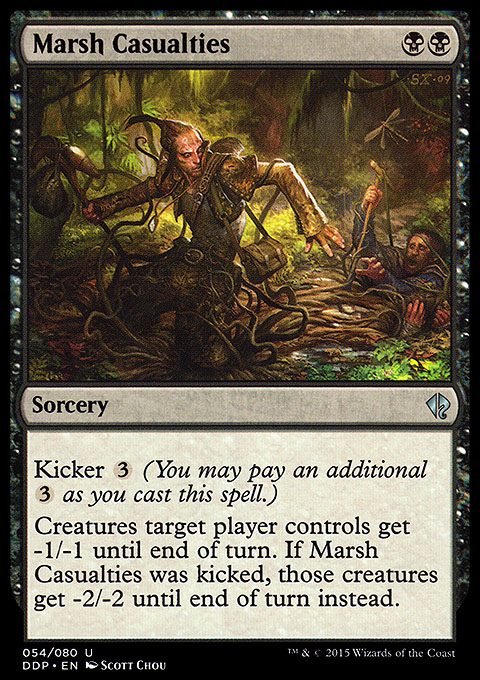 Marsh Casualties
SZ·09
Sorcery
Kicker 3 (You may pay an additional
3 as you cast this spell.)
Creatures target player controls get
-1/-1 until end of turn. If Marsh
Casualties was kicked, those creatures
get -2/-2 until end of turn instead.
054/080 U
DDP • EN Scott Chou
™ & © 2015 Wizards of the Coast